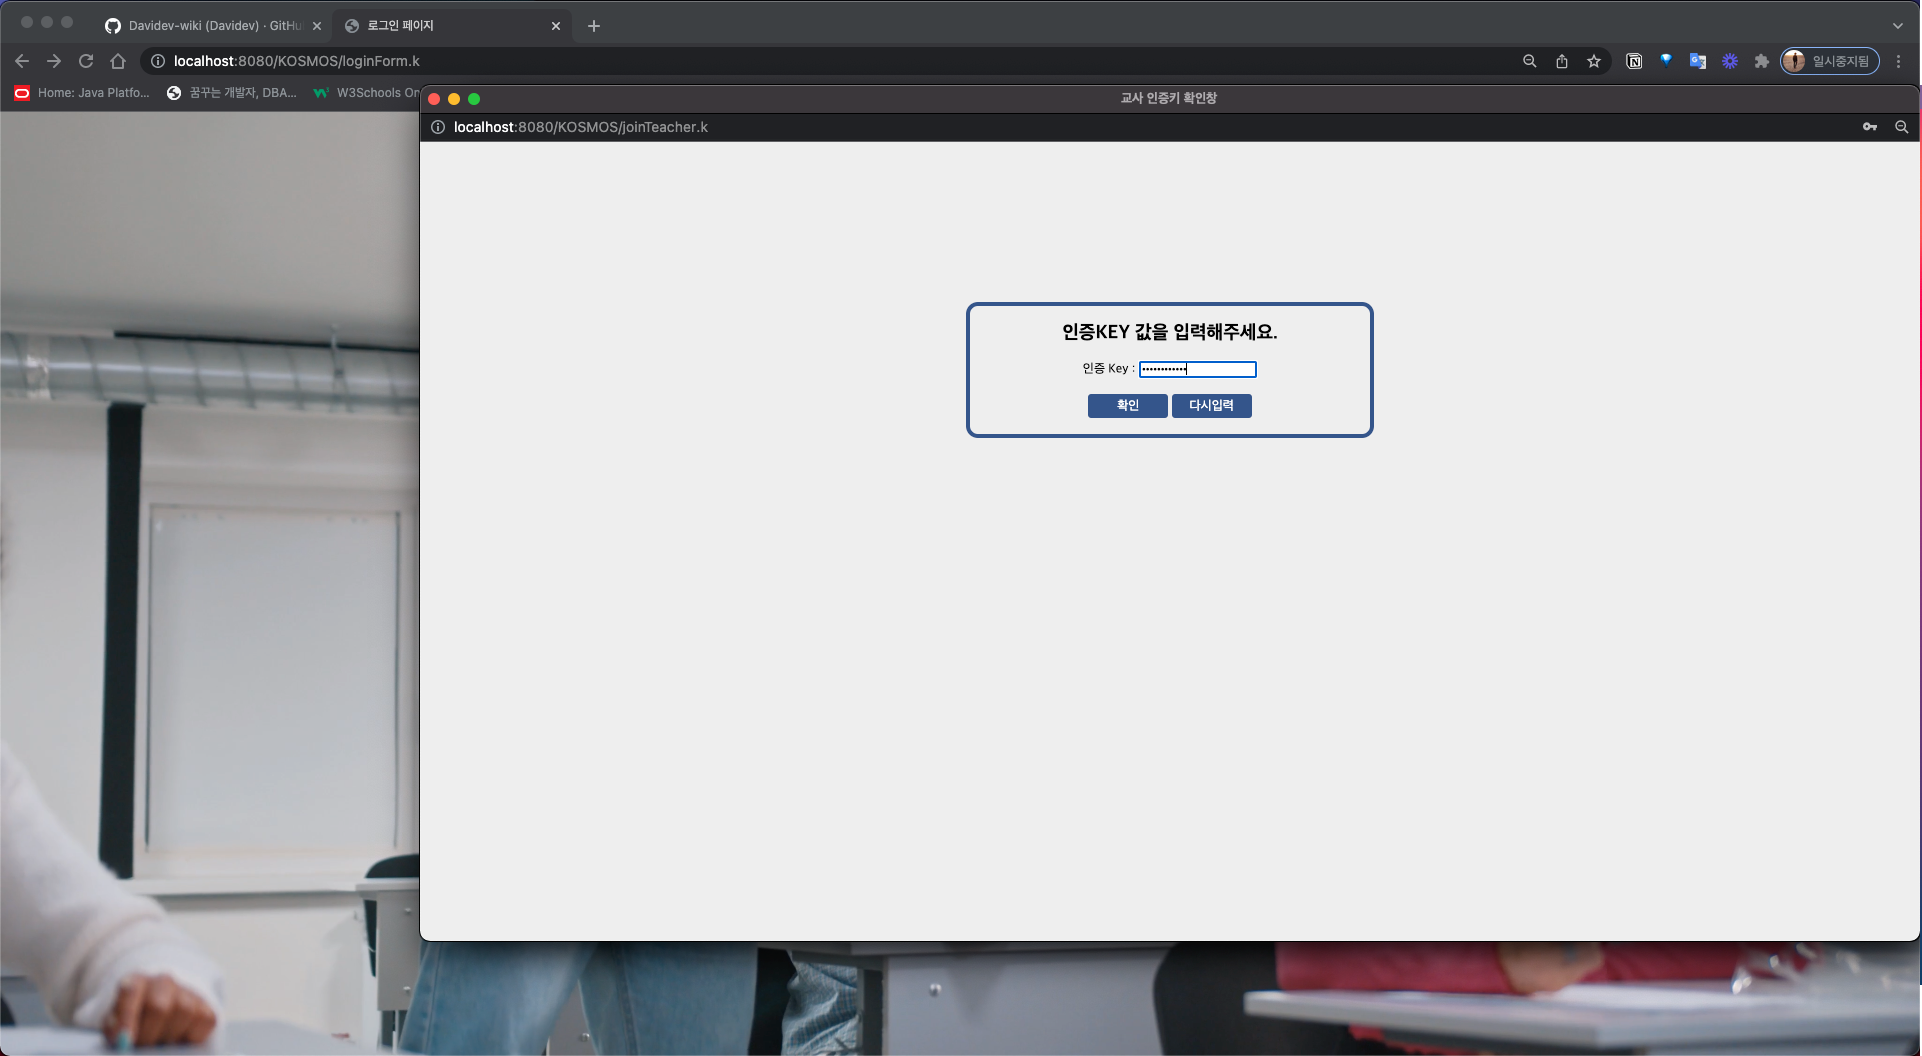 Davidev-wiki (Davidev) · GitHu
로그인 페이지
localhost:8080/KOSMOS/loginForm.k
일시중지됨
Home: Java Platfo...
꿈꾸는 개발자, DBA...
W3Schools On
교사 인증키 확인창
localhost:8080/KOSMOS/joinTeacher.k
인증KEY 값을 입력해주세요.
인증 Key : ••••••••••••
확인 다시입력